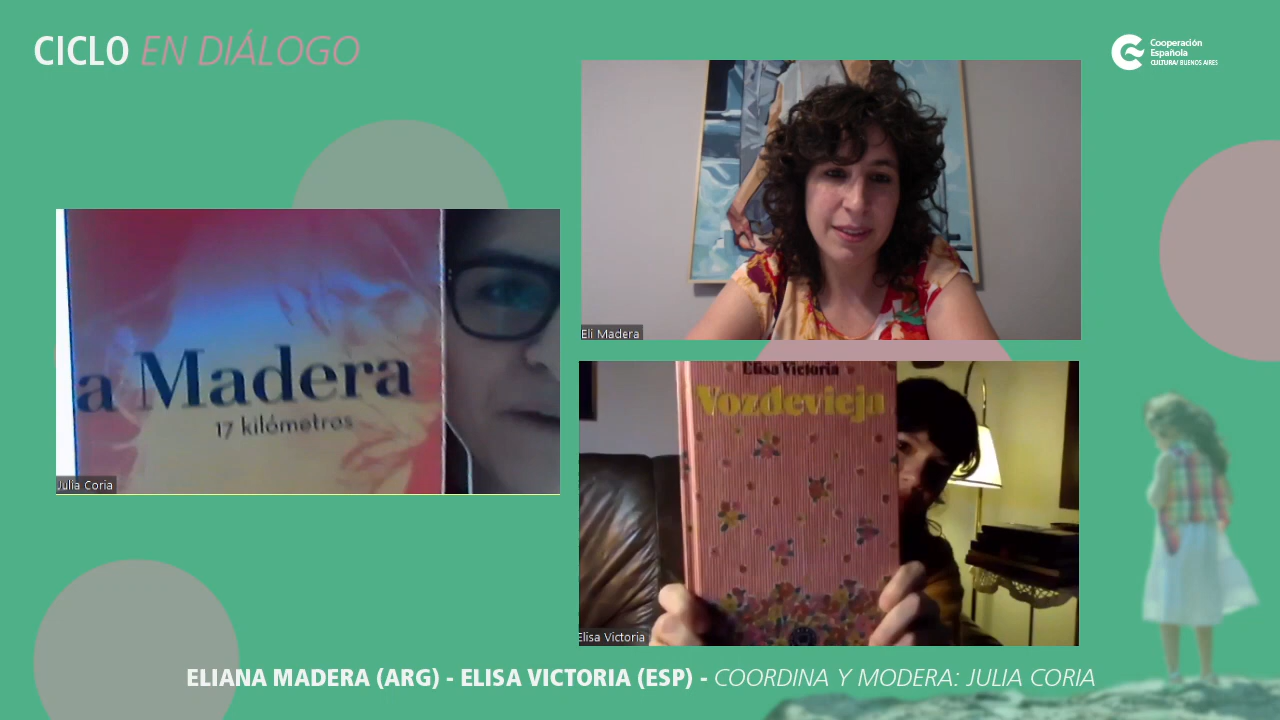 CICLO EN DIÁLOGO
Cooperación
Española
CULTURA/ BUENOS AIRES
a Madera
17 kilómetros
Julia Coria
Eli Madera
Elisa Victoria
Vozdevieja
Elisa Victoria
ELIANA MADERA (ARG) - ELISA VICTORIA (ESP) - COORDINA Y MODERA: JULIA CORIA